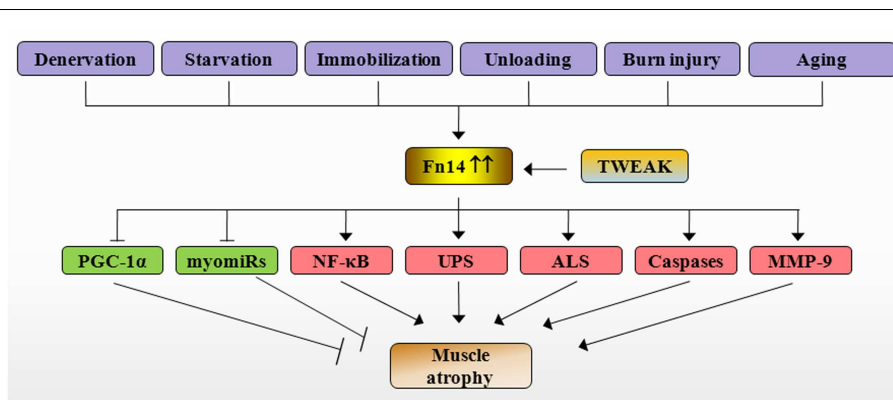 Denervation
Starvation
Immobilization
Unloading
Burn injury
Aging
Fn14 ↑↑
TWEAK
PGC-1α
myomiRs
NF-κB
UPS
ALS
Caspases
MMP-9
Muscle
atrophy